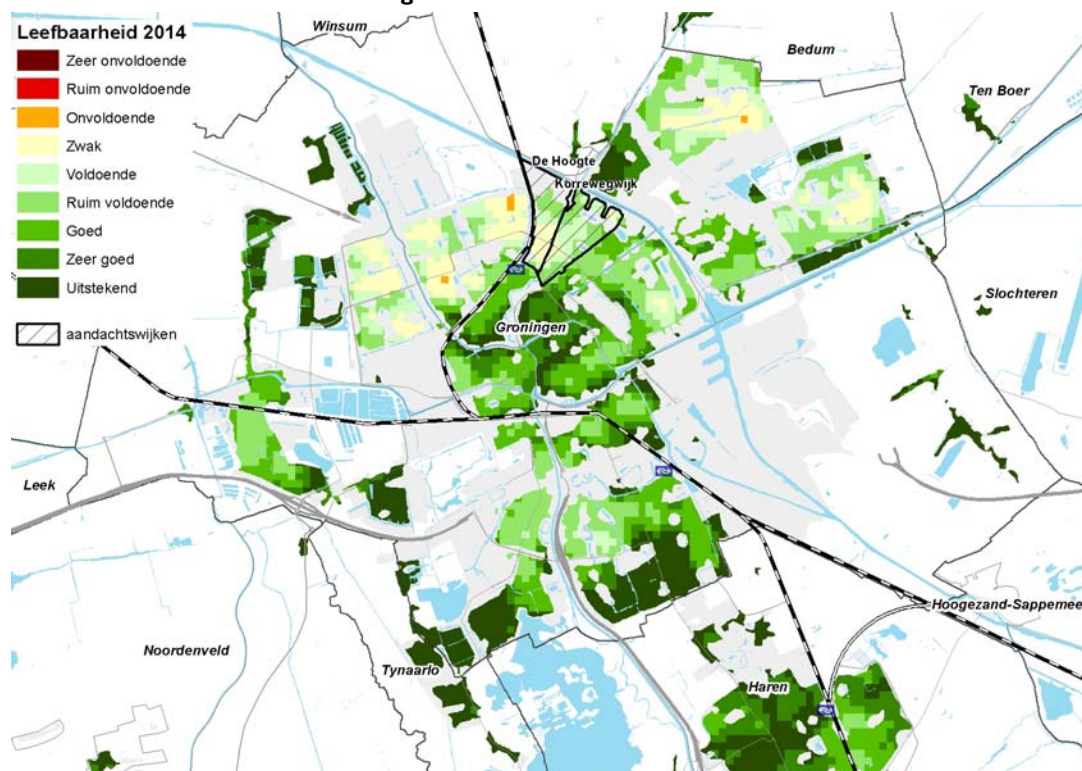 Leefbaarheid 2014
Zeer onvoldoende
Ruim onvoldoende
Onvoldoende
Zwak
Voldoende
Ruim voldoende
Goed
Zeer goed
Uitstekend
aandachtswijken
Winsum
Bedum
Ten Boer
De Hoogte
Korrewegwijk
Slochteren
Groningen
Leek
Hoogezand-Sappemeer
Noordenveld
Tynaarlo
Haren